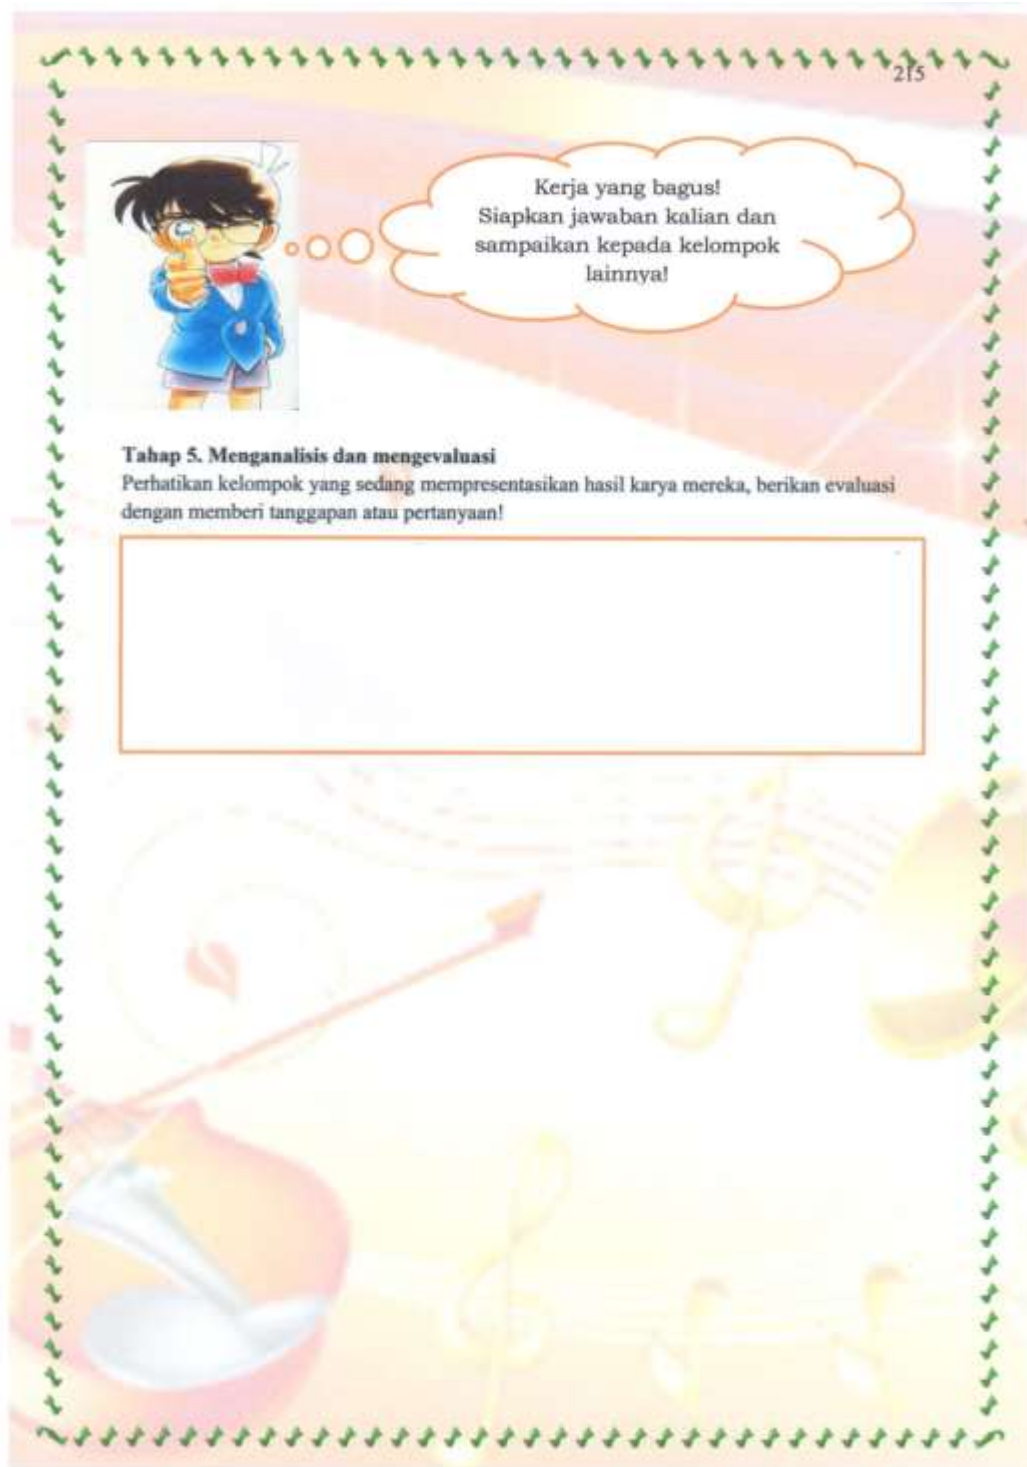 215
Kerja yang bagus!
Siapkan jawaban kalian dan
sampaikan kepada kelompok
lainnya!
Tahap 5. Menganalisis dan mengevaluasi
Perhatikan kelompok yang sedang mempresentasikan hasil karya mereka, berikan evaluasi
dengan memberi tanggapan atau pertanyaan!